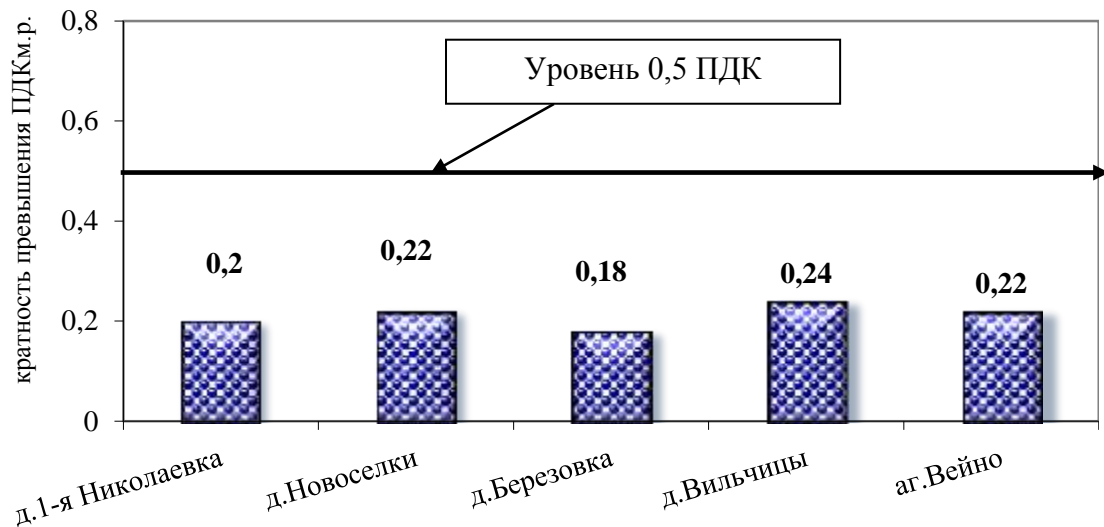 кратность превышения ПДКм.р.
0,8
0,6
0,4
0,2
0
Уровень 0,5 ПДК
0,2
0,22
0,18
0,24
0,22
д.1-я Николаевка
д.Новоселки
д.Березовка
д.Вильчицы
аг.Вейно